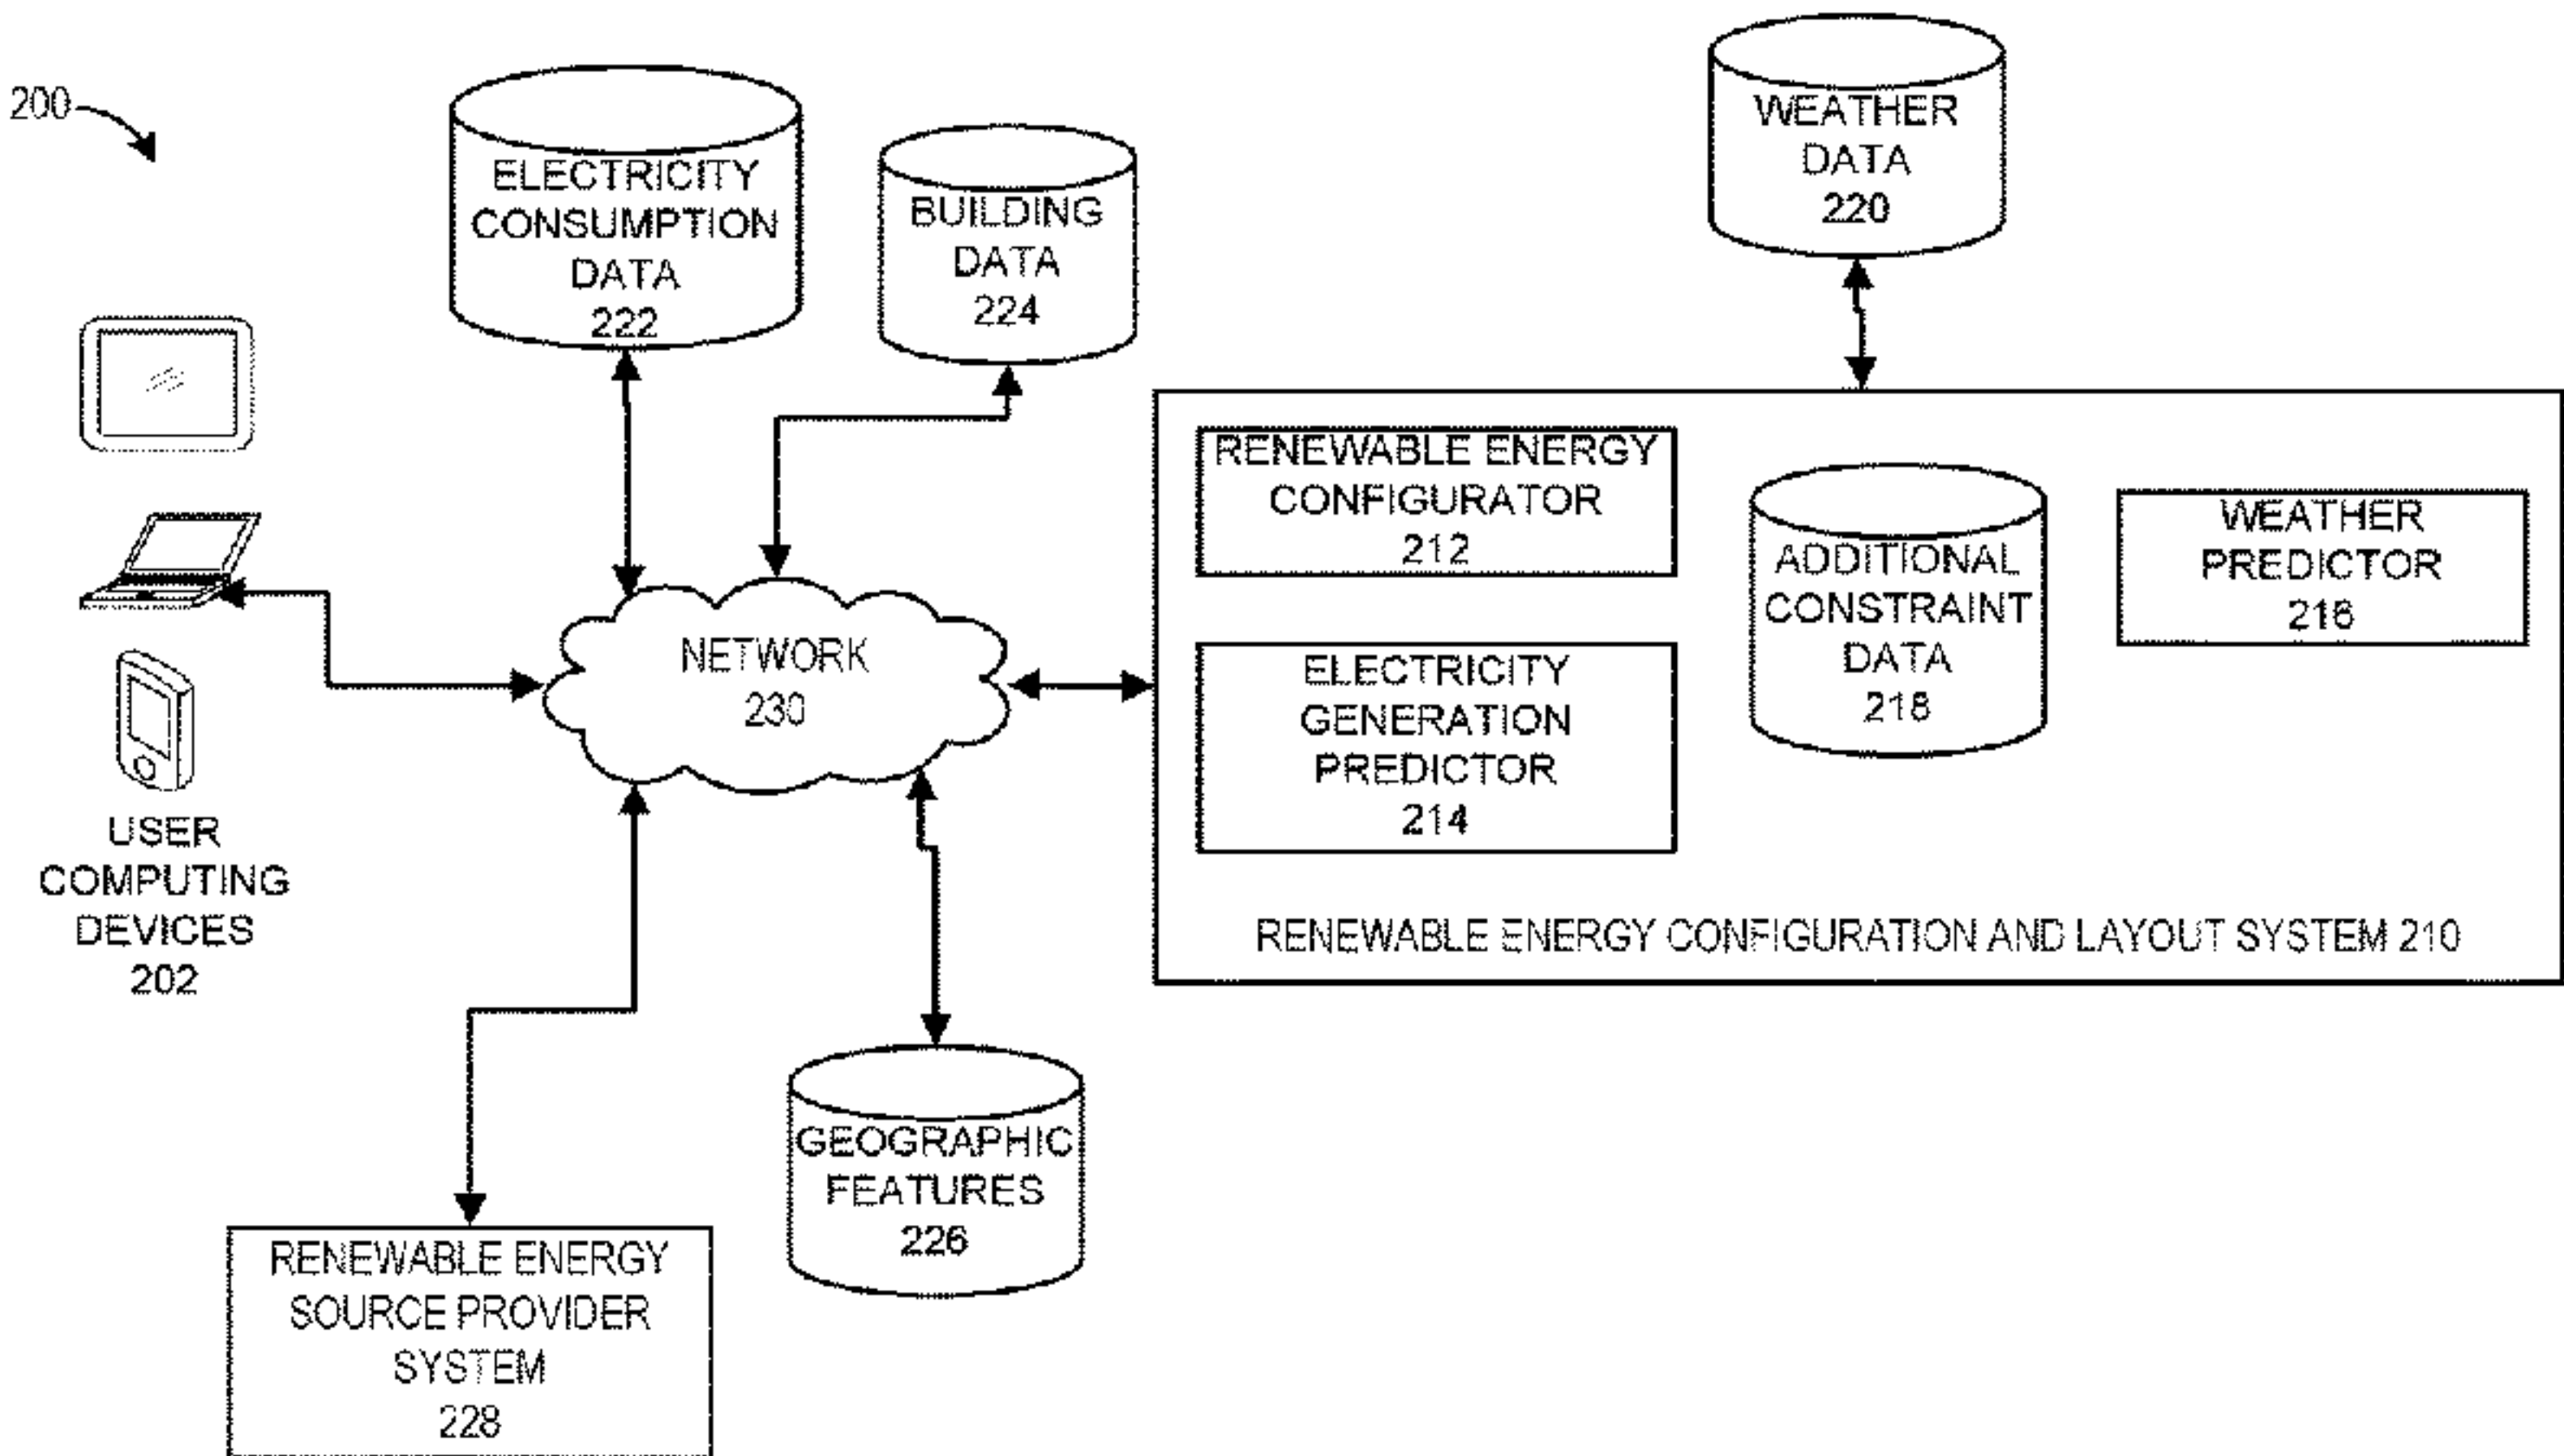 200
ELECTRICITY
CONSUMPTION
DATA
222
BUILDING
DATA
224
WEATHER
DATA
220
RENEWABLE ENERGY
CONFIGURATOR
212
ADDITIONAL
CONSTRAINT
DATA
218
WEATHER
PREDICTOR
216
ELECTRICITY
GENERATION
PREDICTOR
214
RENEWABLE ENERGY CONFIGURATION AND LAYOUT SYSTEM 210
NETWORK
230
USER
COMPUTING
DEVICES
202
GEOGRAPHIC
FEATURES
226
RENEWABLE ENERGY
SOURCE PROVIDER
SYSTEM
228